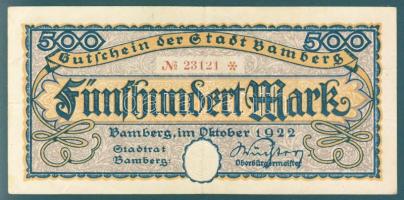 500 500
Gutschein der Stadt Bamberg
№ 23121 *
Fünfhundert Mark
Bamberg, im Oktober 1922
Stadtrat
Bamberg:
Oberbürgermeister